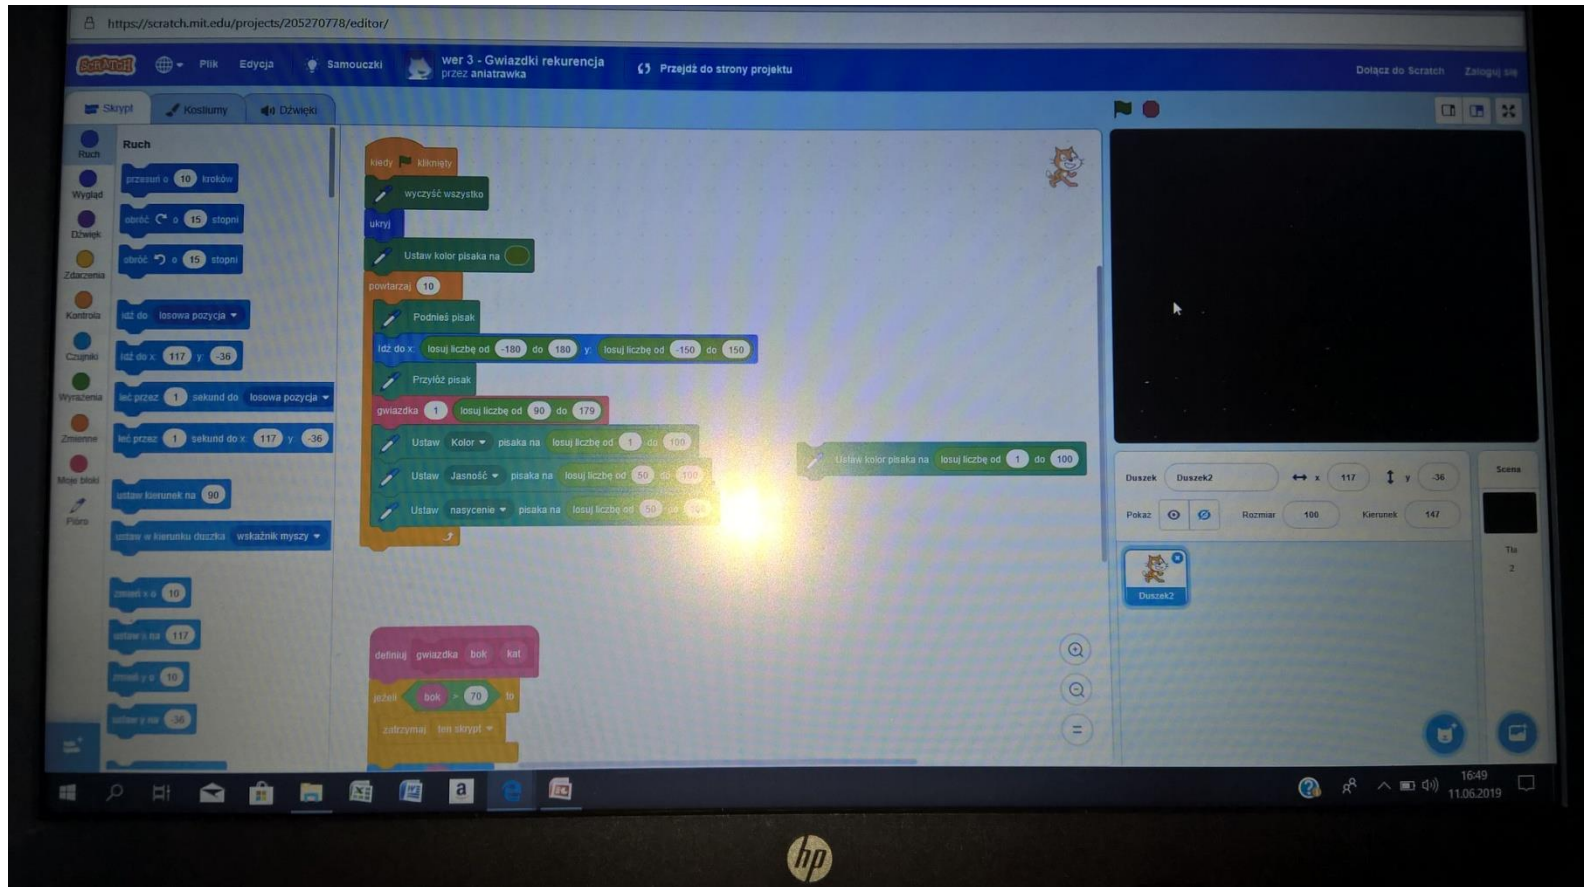 https://scratch.mit.edu/projects/205270778/editor/
SCRATCH
Plik
Edycja
Samouczki
wer 3 - Gwiazdki rekurencja
przez aniatrawka
Przejdź do strony projektu
Dołącz do Scratch
Zaloguj się
Skrypt
Kostiumy
Dźwięki
Ruch
Wygląd
Dźwięk
Zdarzenia
Kontrola
Czujniki
Wyrażenia
Zmienne
Moje bloki
Pióro
Ruch
przesuń o 10 kroków
obróć o 15 stopni
obróć o 15 stopni
idź do losowa pozycja
idź do x: 117 y: -36
leć przez 1 sekund do losowa pozycja
leć przez 1 sekund do x: 117 y: -36
ustaw kierunek na 90
ustaw w kierunku duszka wskaźnik myszy
zmień x o 10
ustaw x na 117
zmień y o 10
ustaw y na -36
kiedy kliknięty
wyczyść wszystko
ukryj
Ustaw kolor pisaka na
powtarzaj 10
Podnieś pisak
Idź do x: losuj liczbę od -180 do 180 y: losuj liczbę od -150 do 150
Przyłóż pisak
gwiazdka 1 losuj liczbę od 90 do 179
Ustaw Kolor pisaka na losuj liczbę od 1 do 100
Ustaw Jasność pisaka na losuj liczbę od 50 do 100
Ustaw nasycenie pisaka na losuj liczbę od 50 do 100
Ustaw kolor pisaka na losuj liczbę od 1 do 100
definiuj gwiazdka bok kat
jeżeli bok > 70 to
zatrzymaj ten skrypt
Duszek
Duszek2
x 117
y -36
Pokaż
Rozmiar 100
Kierunek 147
Duszek2
Scena
Tła
2
a
16:49
11.06.2019
hp